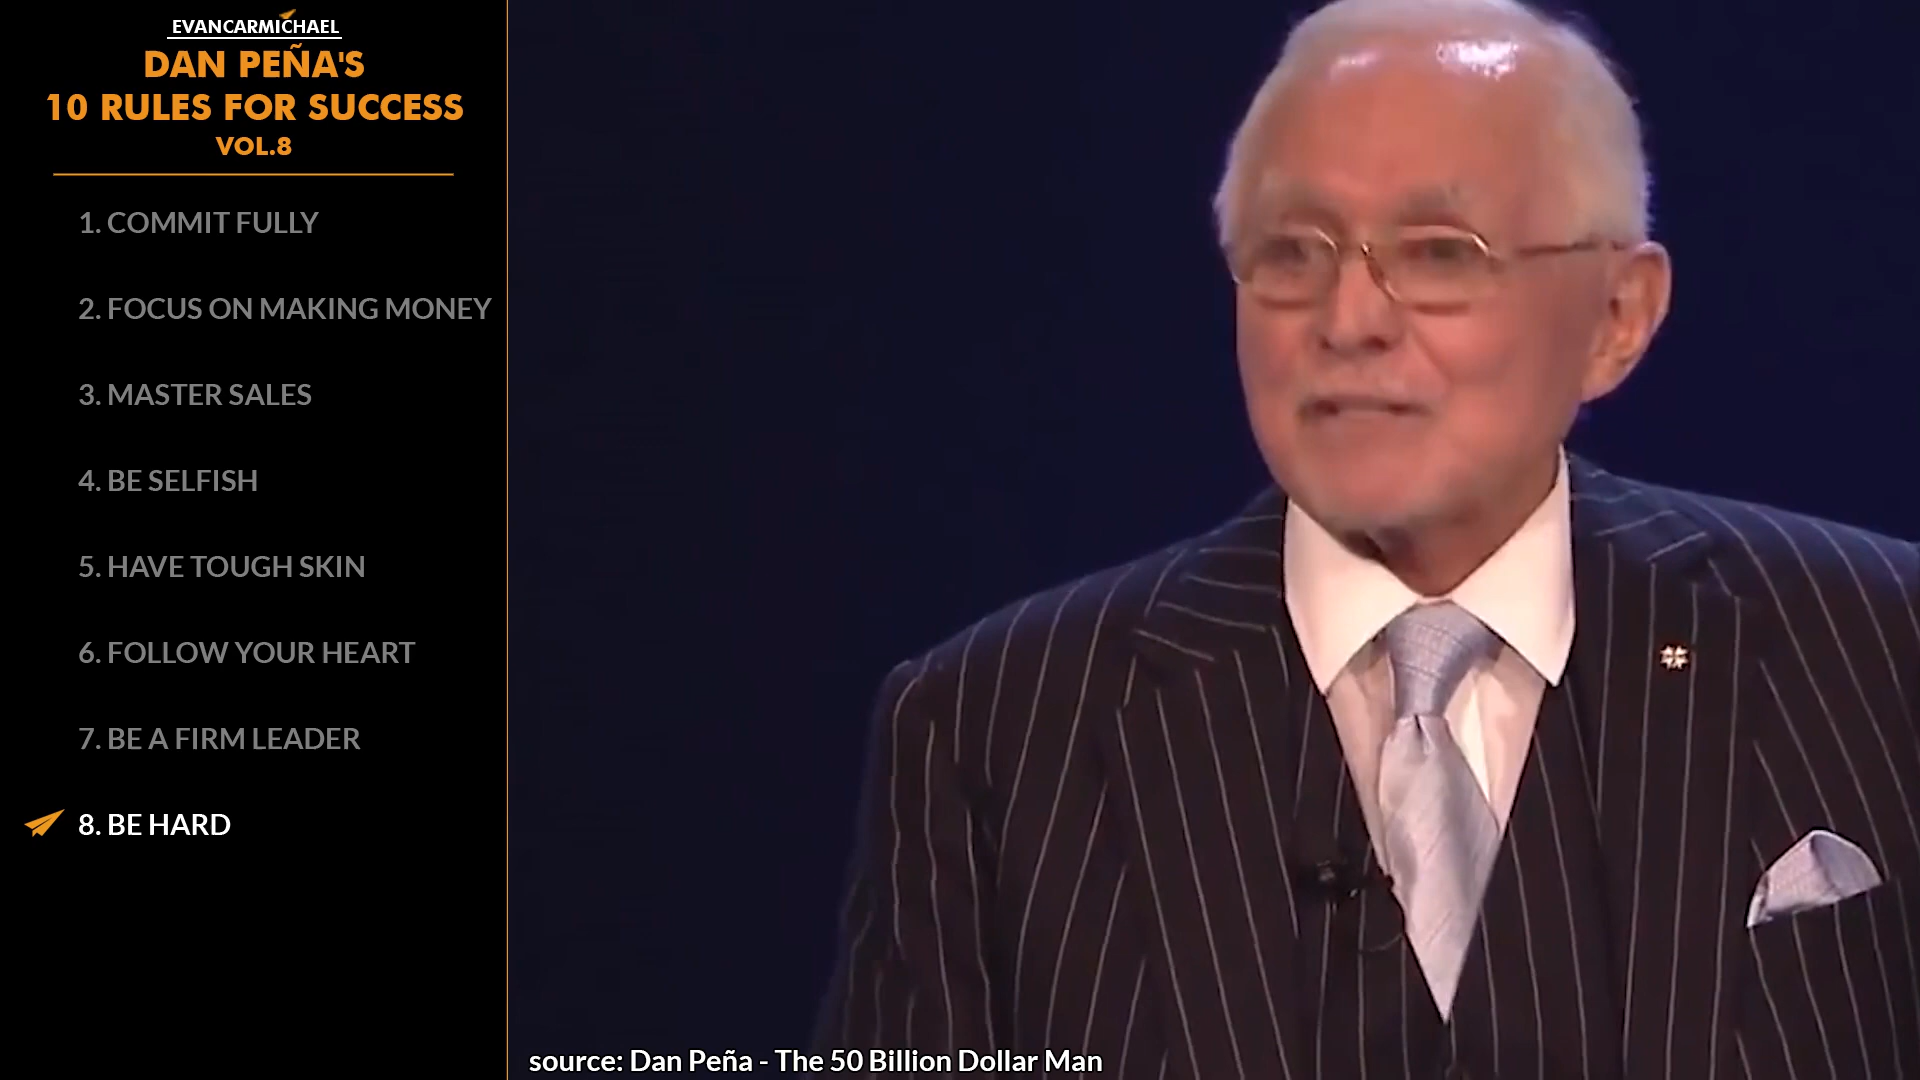 EVANCARMICHAEL
DAN PEÑA'S
10 RULES FOR SUCCESS
VOL.8
1. COMMIT FULLY
2. FOCUS ON MAKING MONEY
3. MASTER SALES
4. BE SELFISH
5. HAVE TOUGH SKIN
6. FOLLOW YOUR HEART
7. BE A FIRM LEADER
8. BE HARD
source: Dan Peña - The 50 Billion Dollar Man